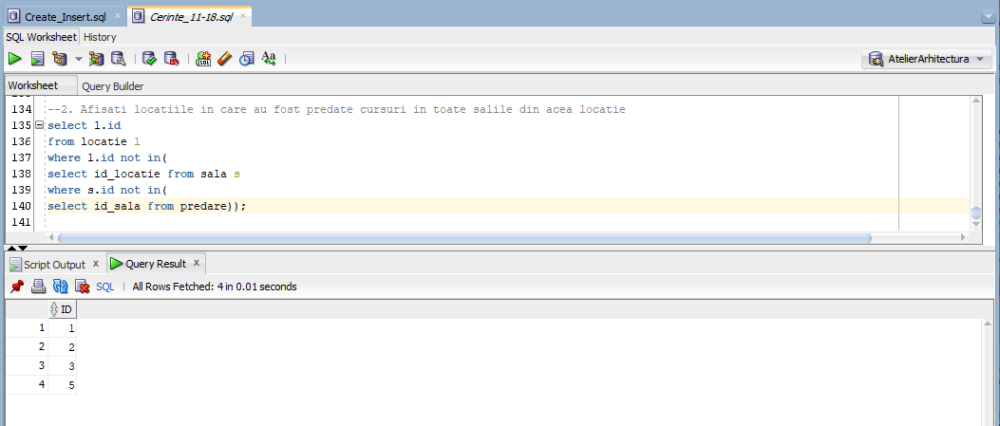 Create_Insert.sql Cerinte_11-18.sql
SQL Worksheet History
SQL Aa AtelierArhitectura
Worksheet Query Builder
134 --2. Afisati locatiile in care au fost predate cursuri in toate salile din acea locatie
135 select l.id
136 from locatie l
137 where l.id not in(
138 select id_locatie from sala s
139 where s.id not in(
140 select id_sala from predare));
141
Script Output x Query Result x
SQL | All Rows Fetched: 4 in 0.01 seconds
ID
1 1
2 2
3 3
4 5